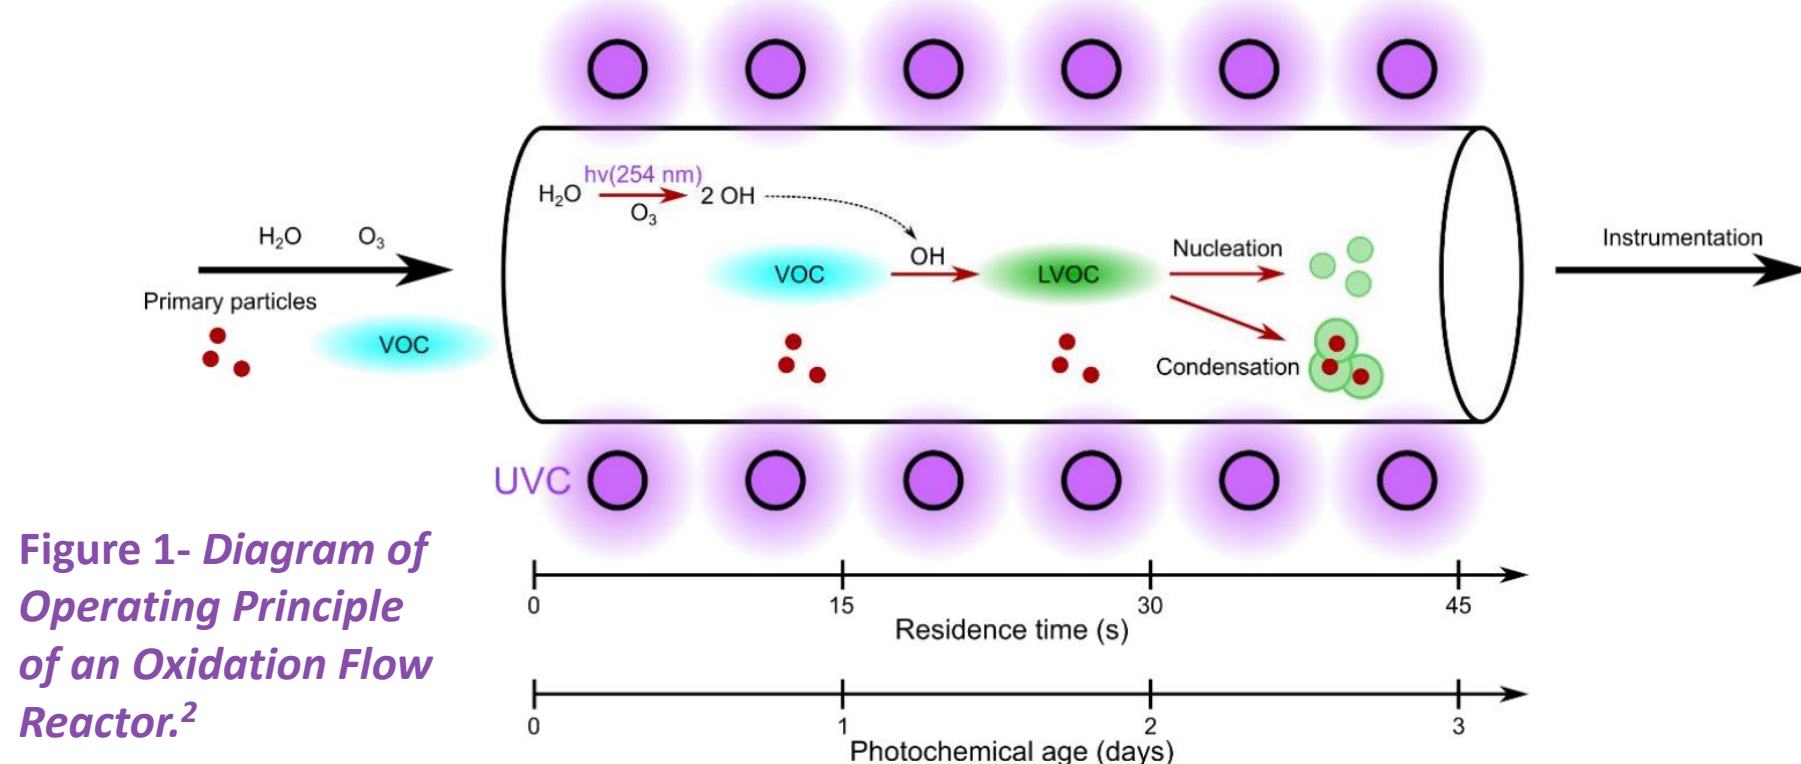 hv(254 nm)
H₂O
O₃
2 OH
H₂O O₃
Primary particles
VOC
VOC
OH
LVOC
Nucleation
Condensation
Instrumentation
UVC
0 15 30 45
Residence time (s)
0 1 2 3
Photochemical age (days)
Figure 1- Diagram of
Operating Principle
of an Oxidation Flow
Reactor.²